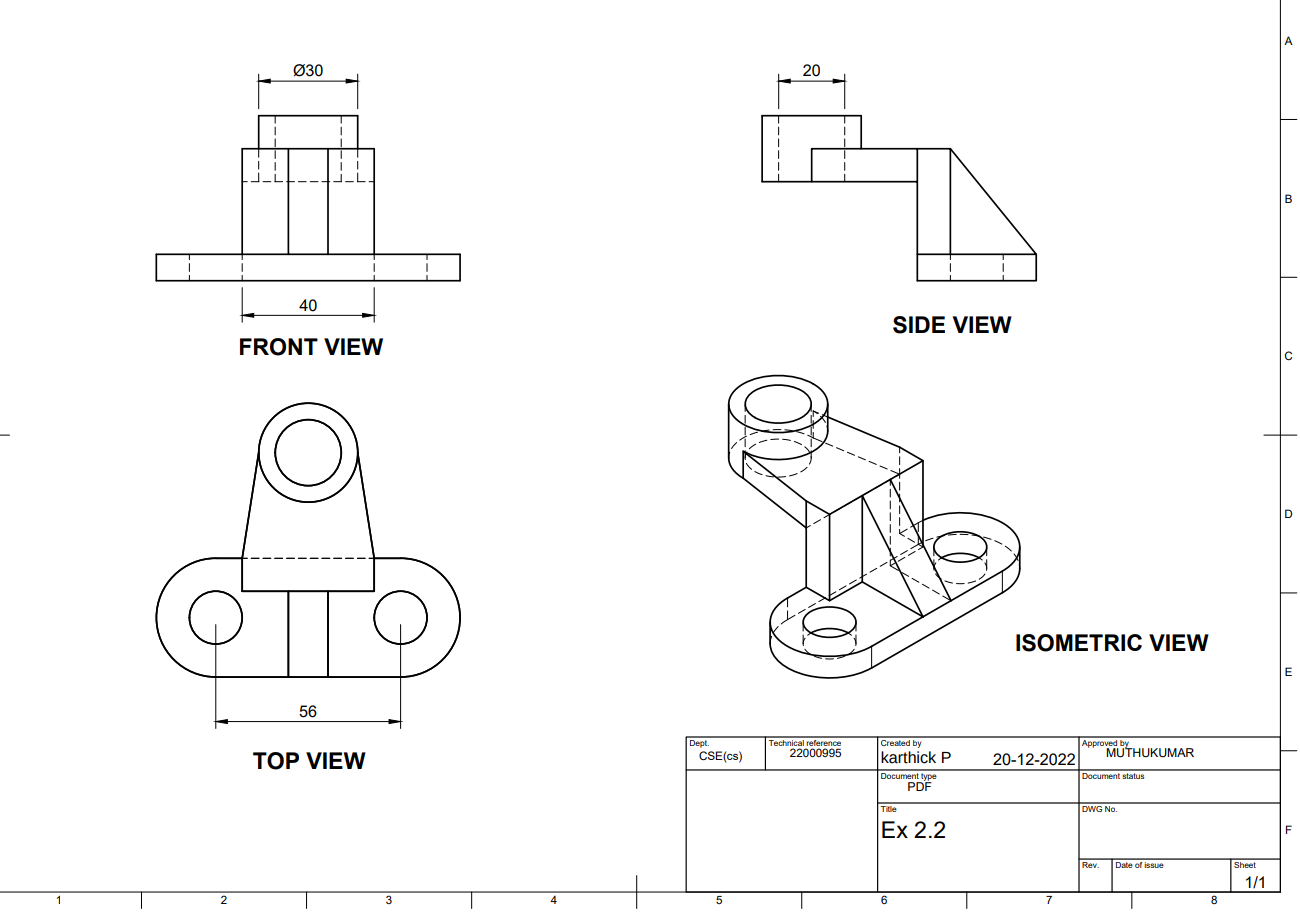 A
Ø30
20
B
40
FRONT VIEW
SIDE VIEW
C
D
ISOMETRIC VIEW
E
56
TOP VIEW
Dept.
CSE(cs)
Technical reference
22000995
Created by
karthick P 20-12-2022
Approved by
MUTHUKUMAR
Document type
PDF
Document status
Title
Ex 2.2
DWG No.
F
Rev.
Date of issue
Sheet
1/1
1 2 3 4 5 6 7 8